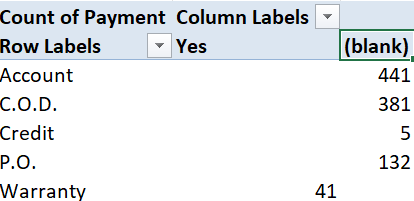 Count of Payment Column Labels
Row Labels Yes (blank)
Account 441
C.O.D. 381
Credit 5
P.O. 132
Warranty 41